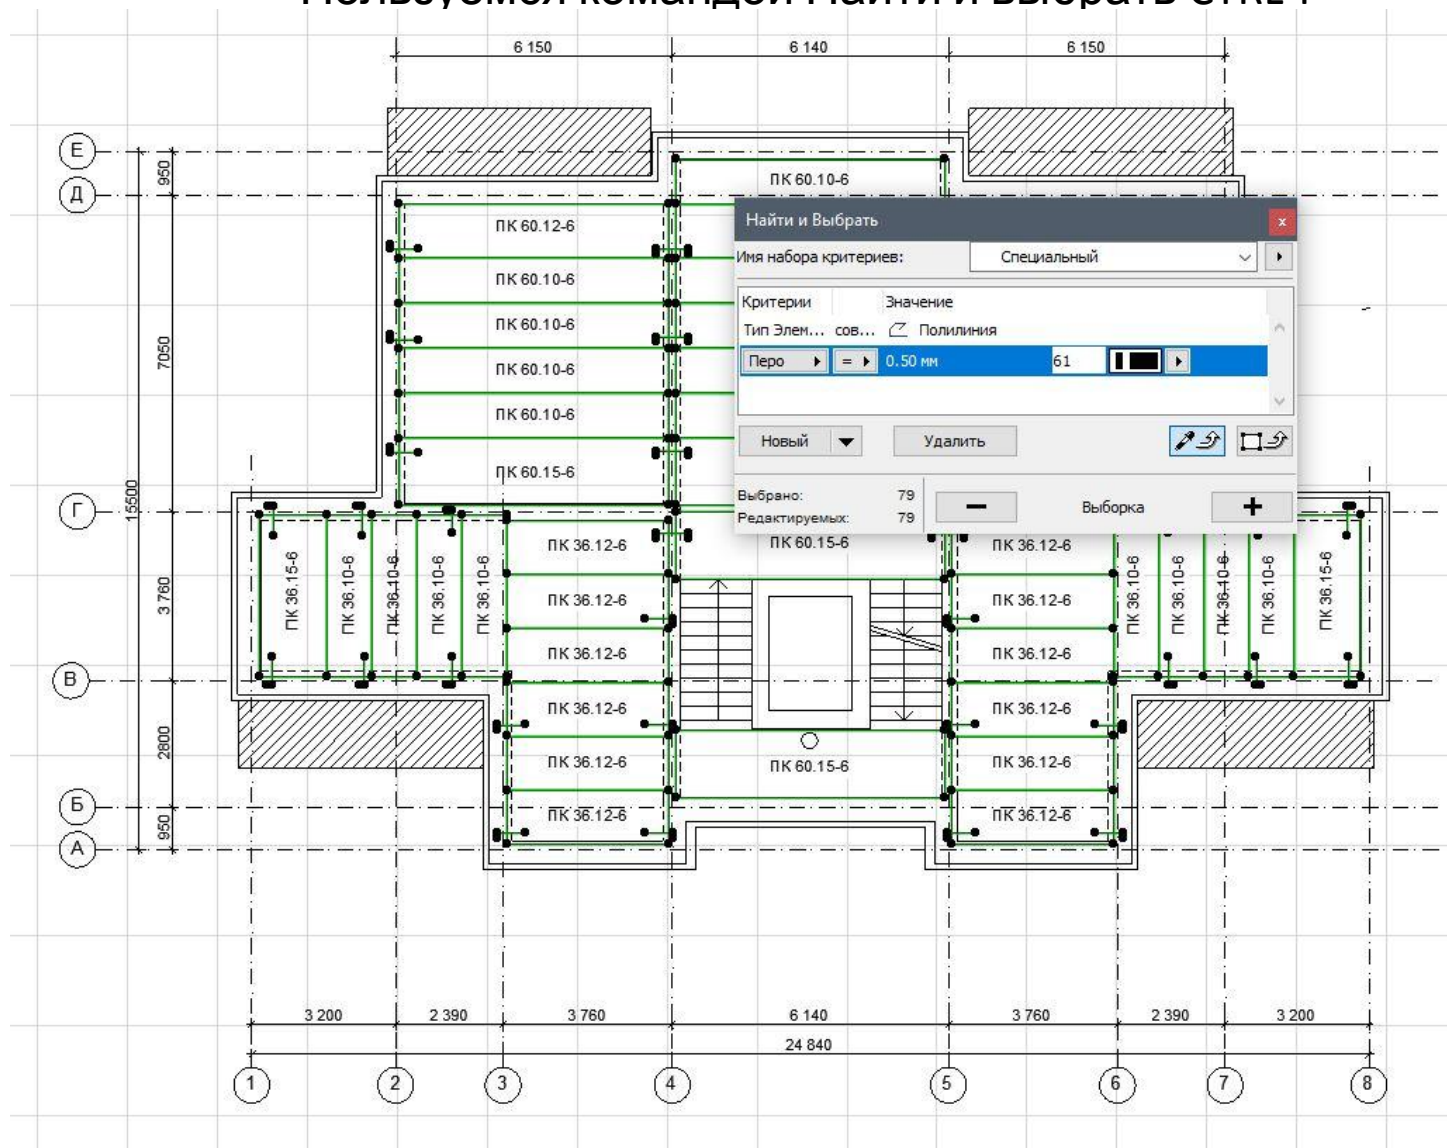 Пользуемся командой Найти и выбрать CTRL F
6 150
6 140
6 150
Е
950
ПК 60.10-6
Д
ПК 60.12-6
ПК 60.10-6
ПК 60.10-6
ПК 60.10-6
ПК 60.10-6
ПК 60.15-6
7050
15500
Найти и Выбрать
x
Имя набора критериев:
Специальный
Критерии
Значение
Тип Элем... сов... Полилиния
Перо = 0.50 мм 61
Новый
Удалить
Выбрано: 79
Редактируемых: 79
Выборка
Г
ПК 60.15-6
3 760
ПК 36.15-6
ПК 36.10-6
ПК 36.10-6
ПК 36.10-6
ПК 36.10-6
ПК 36.12-6
ПК 36.12-6
ПК 36.12-6
ПК 36.12-6
ПК 36.12-6
ПК 36.12-6
ПК 36.12-6
ПК 36.12-6
ПК 36.12-6
ПК 36.12-6
ПК 36.12-6
ПК 36.12-6
ПК 36.10-6
ПК 36.10-6
ПК 36.10-6
ПК 36.10-6
ПК 36.15-6
В
2800
ПК 60.15-6
Б
950
А
3 200
2 390
3 760
6 140
3 760
2 390
3 200
24 840
1
2
3
4
5
6
7
8